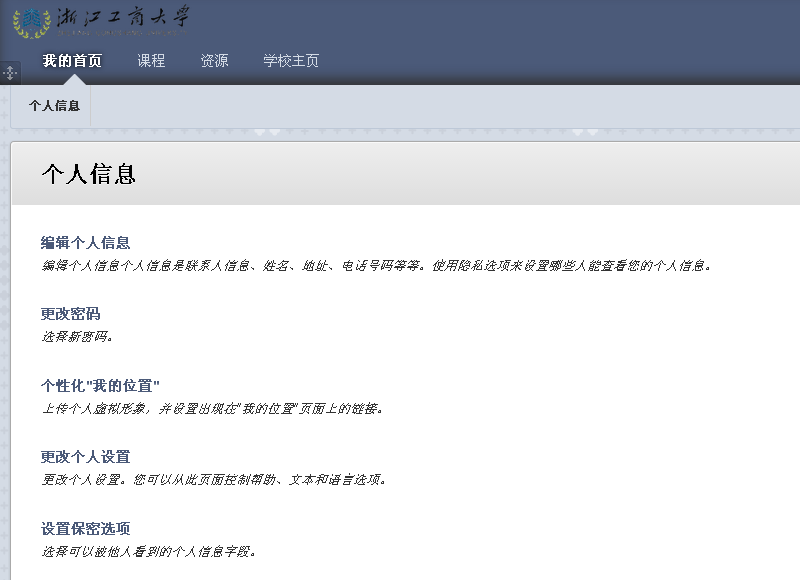 浙江工商大学
我的首页 课程 资源 学校主页
个人信息
个人信息
编辑个人信息
编辑个人信息个人信息是联系人信息、姓名、地址、电话号码等等。使用隐私选项来设置哪些人能查看您的个人信息。
更改密码
选择新密码。
个性化"我的位置"
上传个人虚拟形象，并设置出现在"我的位置"页面上的链接。
更改个人设置
更改个人设置。您可以从此页面控制帮助、文本和语言选项。
设置保密选项
选择可以被他人看到的个人信息字段。